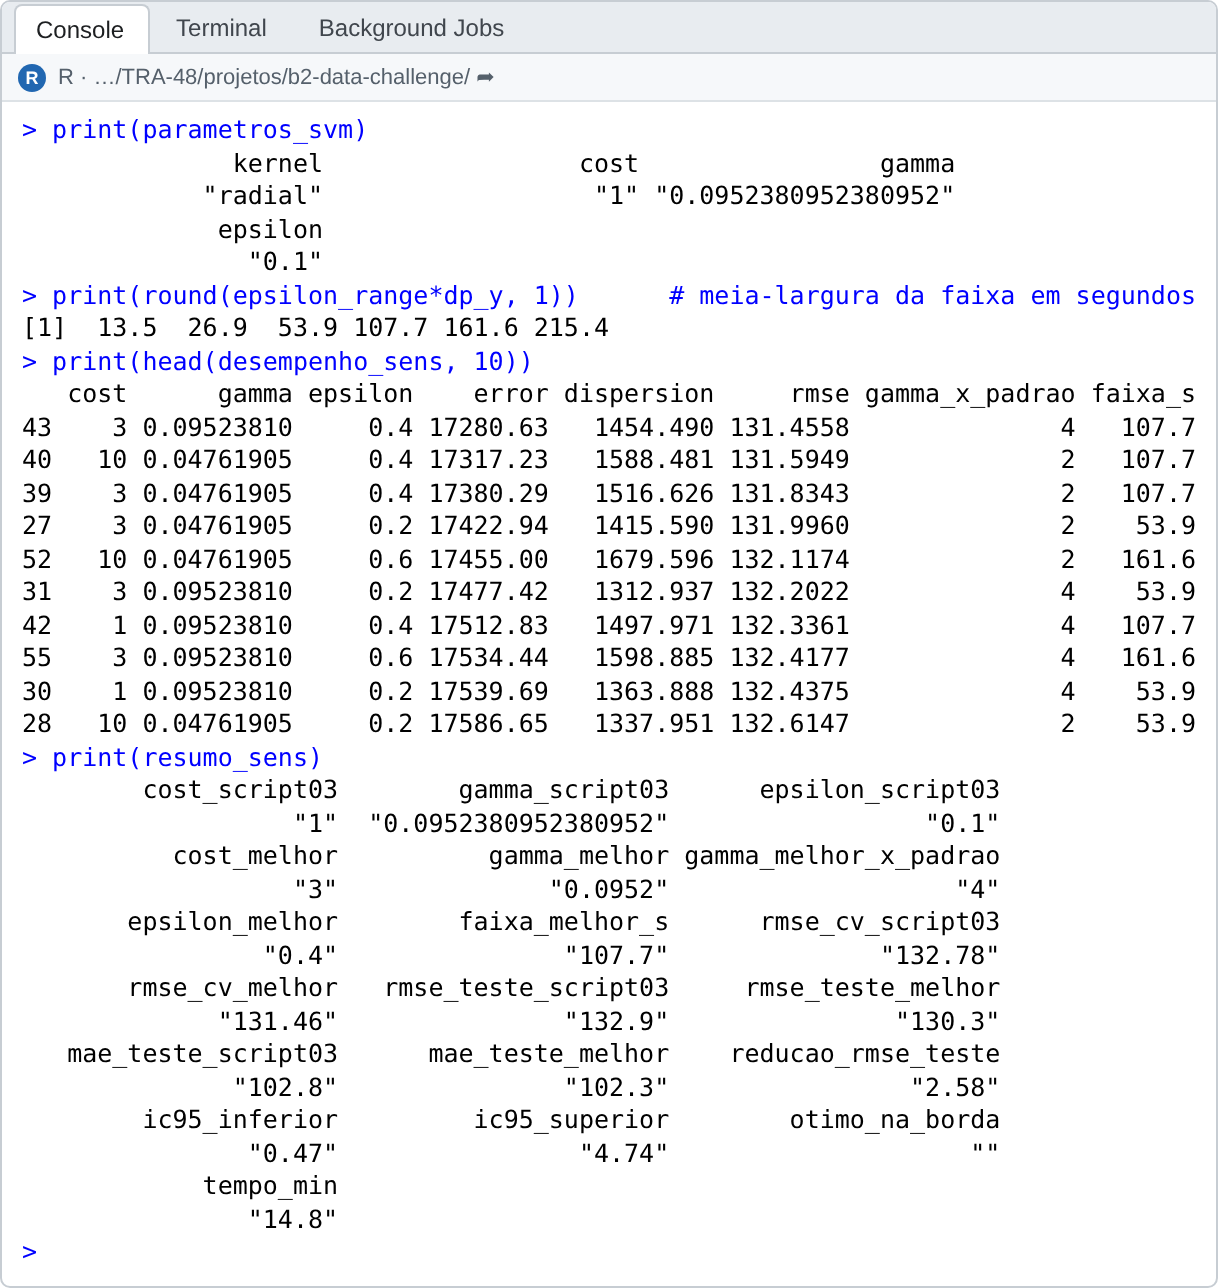 Console Terminal Background Jobs
R R · …/TRA-48/projetos/b2-data-challenge/ ➦
> print(parametros_svm)
              kernel                 cost                gamma
            "radial"                  "1" "0.0952380952380952"
             epsilon
               "0.1"
> print(round(epsilon_range*dp_y, 1))      # meia-largura da faixa em segundos
[1]  13.5  26.9  53.9 107.7 161.6 215.4
> print(head(desempenho_sens, 10))
   cost      gamma epsilon    error dispersion     rmse gamma_x_padrao faixa_s
43    3 0.09523810     0.4 17280.63   1454.490 131.4558              4   107.7
40   10 0.04761905     0.4 17317.23   1588.481 131.5949              2   107.7
39    3 0.04761905     0.4 17380.29   1516.626 131.8343              2   107.7
27    3 0.04761905     0.2 17422.94   1415.590 131.9960              2    53.9
52   10 0.04761905     0.6 17455.00   1679.596 132.1174              2   161.6
31    3 0.09523810     0.2 17477.42   1312.937 132.2022              4    53.9
42    1 0.09523810     0.4 17512.83   1497.971 132.3361              4   107.7
55    3 0.09523810     0.6 17534.44   1598.885 132.4177              4   161.6
30    1 0.09523810     0.2 17539.69   1363.888 132.4375              4    53.9
28   10 0.04761905     0.2 17586.65   1337.951 132.6147              2    53.9
> print(resumo_sens)
        cost_script03        gamma_script03      epsilon_script03
                  "1"  "0.0952380952380952"                 "0.1"
          cost_melhor          gamma_melhor gamma_melhor_x_padrao
                  "3"              "0.0952"                   "4"
       epsilon_melhor        faixa_melhor_s      rmse_cv_script03
                "0.4"               "107.7"              "132.78"
       rmse_cv_melhor   rmse_teste_script03     rmse_teste_melhor
             "131.46"               "132.9"               "130.3"
   mae_teste_script03      mae_teste_melhor    reducao_rmse_teste
              "102.8"               "102.3"                "2.58"
        ic95_inferior         ic95_superior        otimo_na_borda
               "0.47"                "4.74"                    ""
            tempo_min
               "14.8"
>